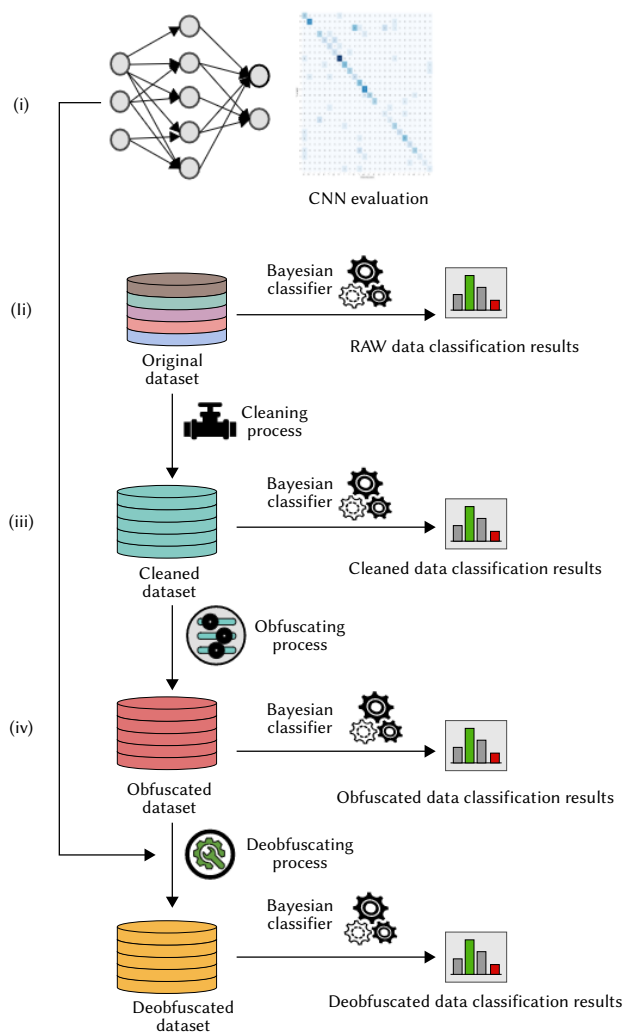 (i)
CNN evaluation
Bayesian
classifier
(Ii)
RAW data classification results
Original
dataset
Cleaning
process
Bayesian
classifier
(iii)
Cleaned data classification results
Cleaned
dataset
Obfuscating
process
Bayesian
classifier
(iv)
Obfuscated data classification results
Obfuscated
dataset
Deobfuscating
process
Bayesian
classifier
Deobfuscated data classification results
Deobfuscated
dataset